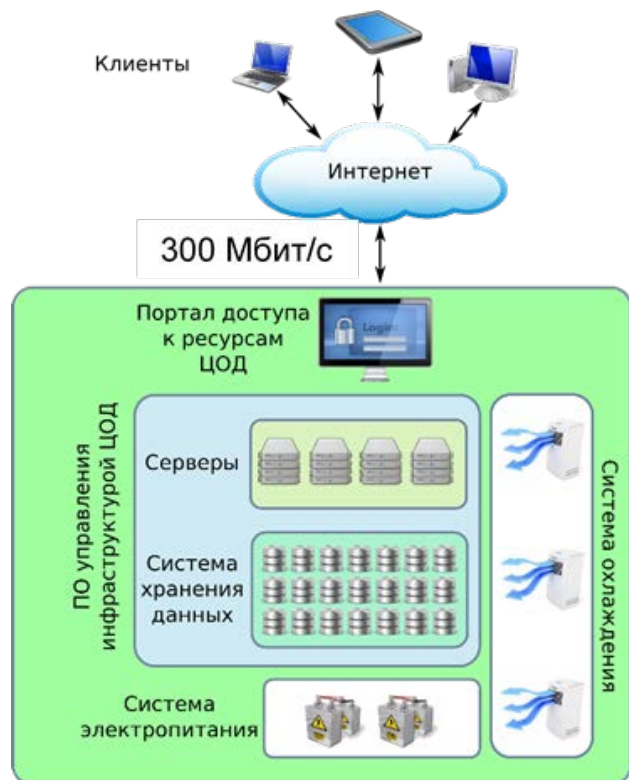 Клиенты
Интернет
300 Мбит/с
Портал доступа
к ресурсам
ЦОД
Login:
ПО управления
инфраструктурой ЦОД
Серверы
Система
хранения
данных
Система охлаждения
Система
электропитания